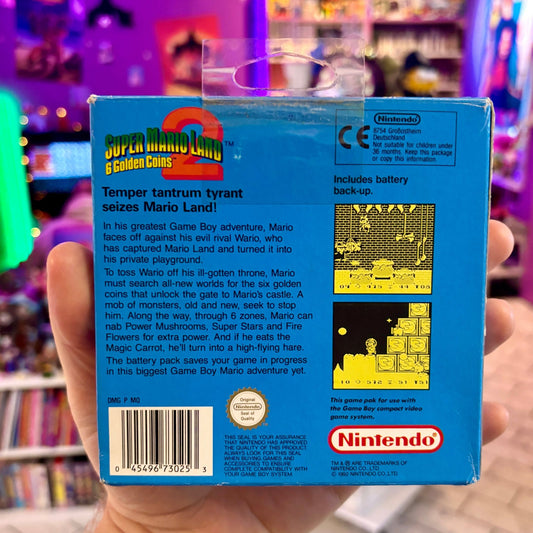 SUPER MARIO LAND 2™
6 Golden Coins
Temper tantrum tyrant
seizes Mario Land!
In his greatest Game Boy adventure, Mario
faces off against his evil rival Wario, who
has captured Mario Land and turned it into
his private playground.
To toss Wario off his ill-gotten throne, Mario
must search all-new worlds for the six golden
coins that unlock the gate to Mario's castle. A
mob of monsters, old and new, seek to stop
him. Along the way, through 6 zones, Mario can
nab Power Mushrooms, Super Stars and Fire
Flowers for extra power. And if he eats the
Magic Carrot, he'll turn into a high-flying hare.
The battery pack saves your game in progress
in this biggest Game Boy Mario adventure yet.
DMG P MQ
0 45496 73025 3
Original
Nintendo
Seal of
Quality
THIS SEAL IS YOUR ASSURANCE
THAT NINTENDO HAS APPROVED
THE QUALITY OF THIS PRODUCT.
ALWAYS LOOK FOR THIS SEAL
WHEN BUYING GAMES AND
ACCESSORIES TO ENSURE
COMPLETE COMPATIBILITY WITH
YOUR GAME BOY SYSTEM.
CE
Nintendo
8754 Großostheim
Deutschland
Not suitable for children under
36 months. Keep this package
or copy this information.
Includes battery
back-up.
This game pak for use with
the Game Boy compact video
game system.
Nintendo®
TM & ® ARE TRADEMARKS OF
NINTENDO CO., LTD.
© 1992 NINTENDO CO., LTD.